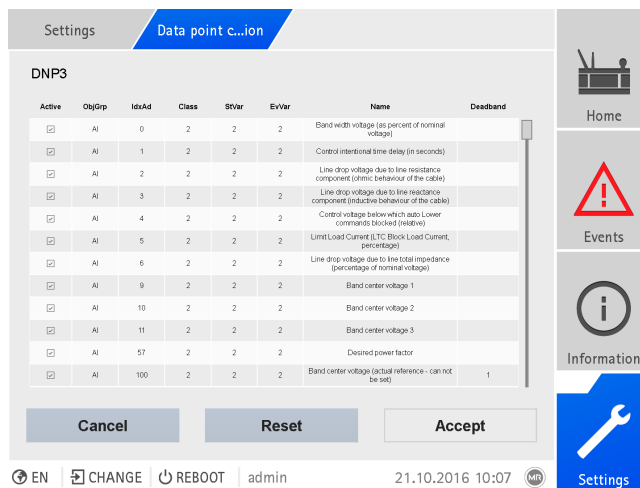 Settings
Data point c...ion
DNP3
Active ObjGrp IdxAd Class StVar EvVar Name Deadband
AI 0 2 2 2 Band width voltage (as percent of nominal
voltage)
AI 1 2 2 2 Control intentional time delay (in seconds)
AI 2 2 2 2 Line drop voltage due to line resistance
component (ohmic behaviour of the cable)
AI 3 2 2 2 Line drop voltage due to line reactance
component (inductive behaviour of the cable)
AI 4 2 2 2 Control voltage below which auto Lower
commands blocked (relative)
AI 5 2 2 2 Limit Load Current (LTC Block Load Current,
percentage)
AI 6 2 2 2 Line drop voltage due to line total impedance
(percentage of nominal voltage)
AI 9 2 2 2 Band center voltage 1
AI 10 2 2 2 Band center voltage 2
AI 11 2 2 2 Band center voltage 3
AI 57 2 2 2 Desired power factor
AI 100 2 2 2 Band center voltage (actual reference - can not
be set) 1
Cancel Reset Accept
EN CHANGE REBOOT admin 21.10.2016 10:07 MR
Home
Events
Information
Settings